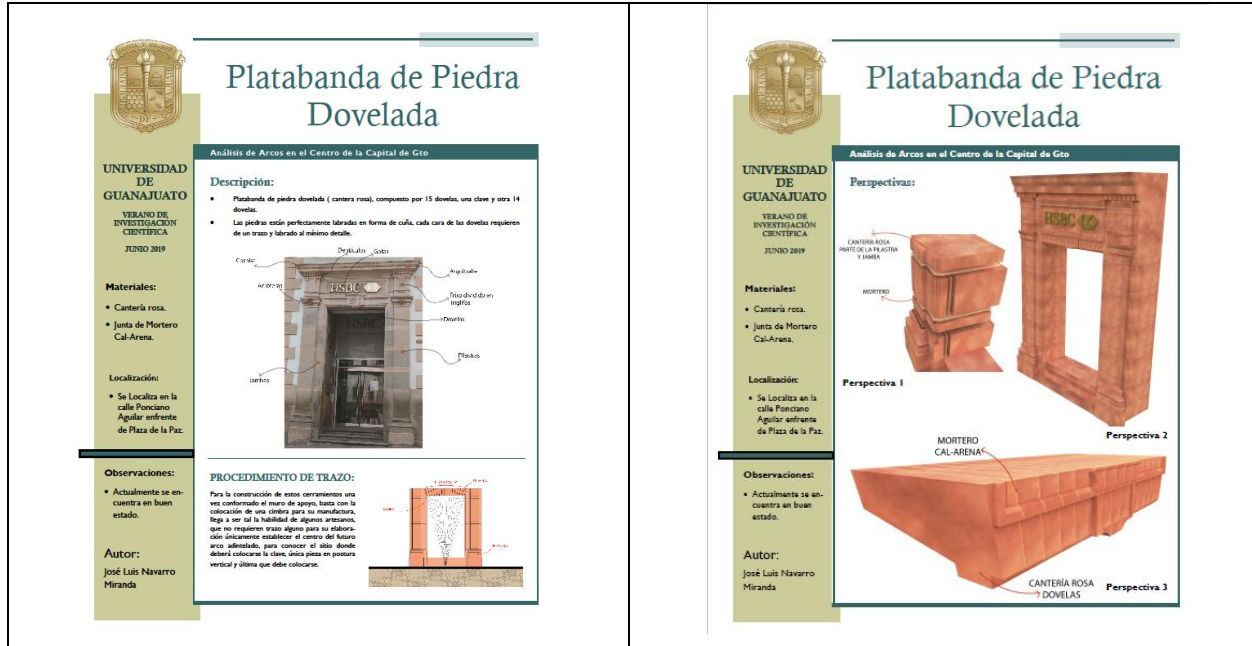 Platabanda de Piedra
Dovelada
Análisis de Arcos en el Centro de la Capital de Gto
UNIVERSIDAD
DE
GUANAJUATO
VERANO DE
INVESTIGACIÓN
CIENTÍFICA
JUNIO 2019
Materiales:
• Cantería rosa.
• Junta de Mortero
Cal-Arena.
Localización:
• Se Localiza en la
calle Ponciano
Aguilar enfrente
de Plaza de la Paz.
Observaciones:
• Actualmente se en-
cuentra en buen
estado.
Autor:
José Luis Navarro
Miranda
Descripción:
• Platabanda de piedra dovelada ( cantera rosa), compuesto por 15 dovelas, una clave y otra 14
dovelas.
• Las piedras están perfectamente labradas en forma de cuña, cada cara de las dovelas requieren
de un trazo y labrado al mínimo detalle.
Dentículos
Gotas
Cornisa
Arquitrabe
HSBC
Friso dividido en
triglifos
Dovelas
HSBC
Pilastras
Jambas
PROCEDIMIENTO DE TRAZO:
Para la construcción de estos cerramientos una
vez conformado el muro de apoyo, basta con la
colocación de una cimbra para su manufactura,
llega a ser tal la habilidad de algunos artesanos,
que no requieren trazo alguno para su elabora-
ción únicamente establecer el centro del futuro
arco adintelado, para conocer el sitio donde
deberá colocarse la clave, única pieza en postura
vertical y última que debe colocarse.
Platabanda de Piedra
Dovelada
Análisis de Arcos en el Centro de la Capital de Gto
UNIVERSIDAD
DE
GUANAJUATO
VERANO DE
INVESTIGACIÓN
CIENTÍFICA
JUNIO 2019
Materiales:
• Cantería rosa.
• Junta de Mortero
Cal-Arena.
Localización:
• Se Localiza en la
calle Ponciano
Aguilar enfrente
de Plaza de la Paz.
Observaciones:
• Actualmente se en-
cuentra en buen
estado.
Autor:
José Luis Navarro
Miranda
Perspectivas:
HSBC
CANTERÍA ROSA
PARTE DE LA PILASTRA
Y JAMBA
MORTERO
Perspectiva 1
Perspectiva 2
MORTERO
CAL-ARENA
CANTERÍA ROSA
DOVELAS
Perspectiva 3